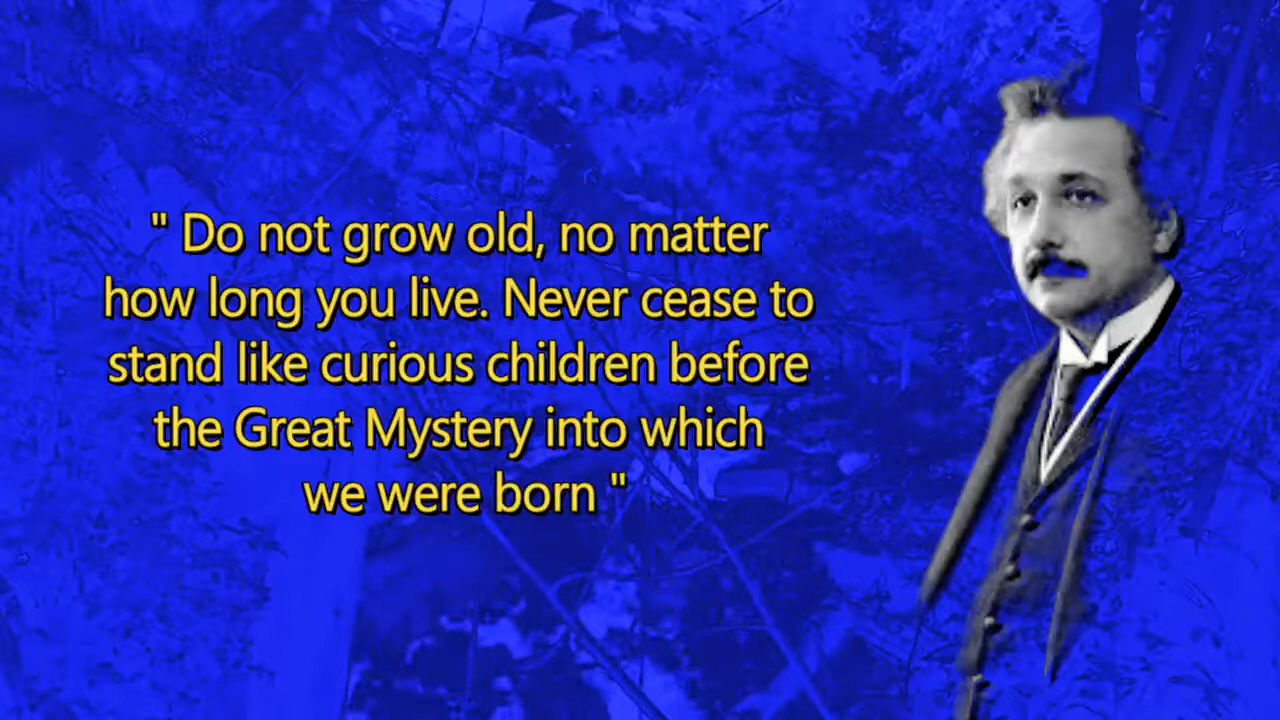 " Do not grow old, no matter
how long you live. Never cease to
stand like curious children before
the Great Mystery into which
we were born "